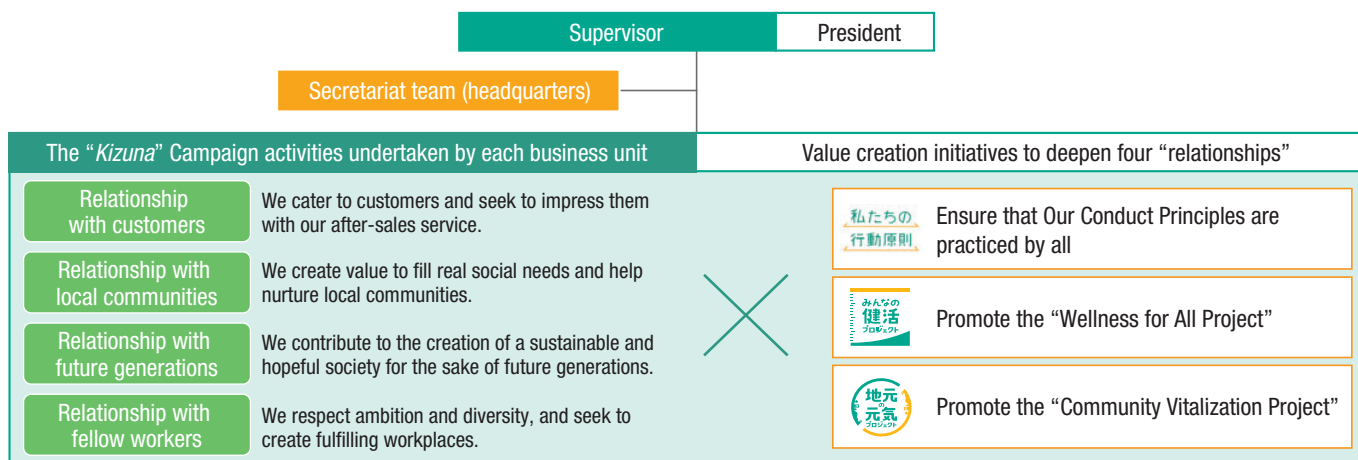 Supervisor
President
Secretariat team (headquarters)
The “Kizuna” Campaign activities undertaken by each business unit
Value creation initiatives to deepen four “relationships”
Relationship
with customers
We cater to customers and seek to impress them
with our after-sales service.
Relationship with
local communities
We create value to fill real social needs and help
nurture local communities.
Relationship with
future generations
We contribute to the creation of a sustainable and
hopeful society for the sake of future generations.
Relationship with
fellow workers
We respect ambition and diversity, and seek to
create fulfilling workplaces.
私たちの
行動原則
Ensure that Our Conduct Principles are
practiced by all
みんなの
健活
プロジェクト
Promote the “Wellness for All Project”
地元
の
元気
プロジェクト
Promote the “Community Vitalization Project”